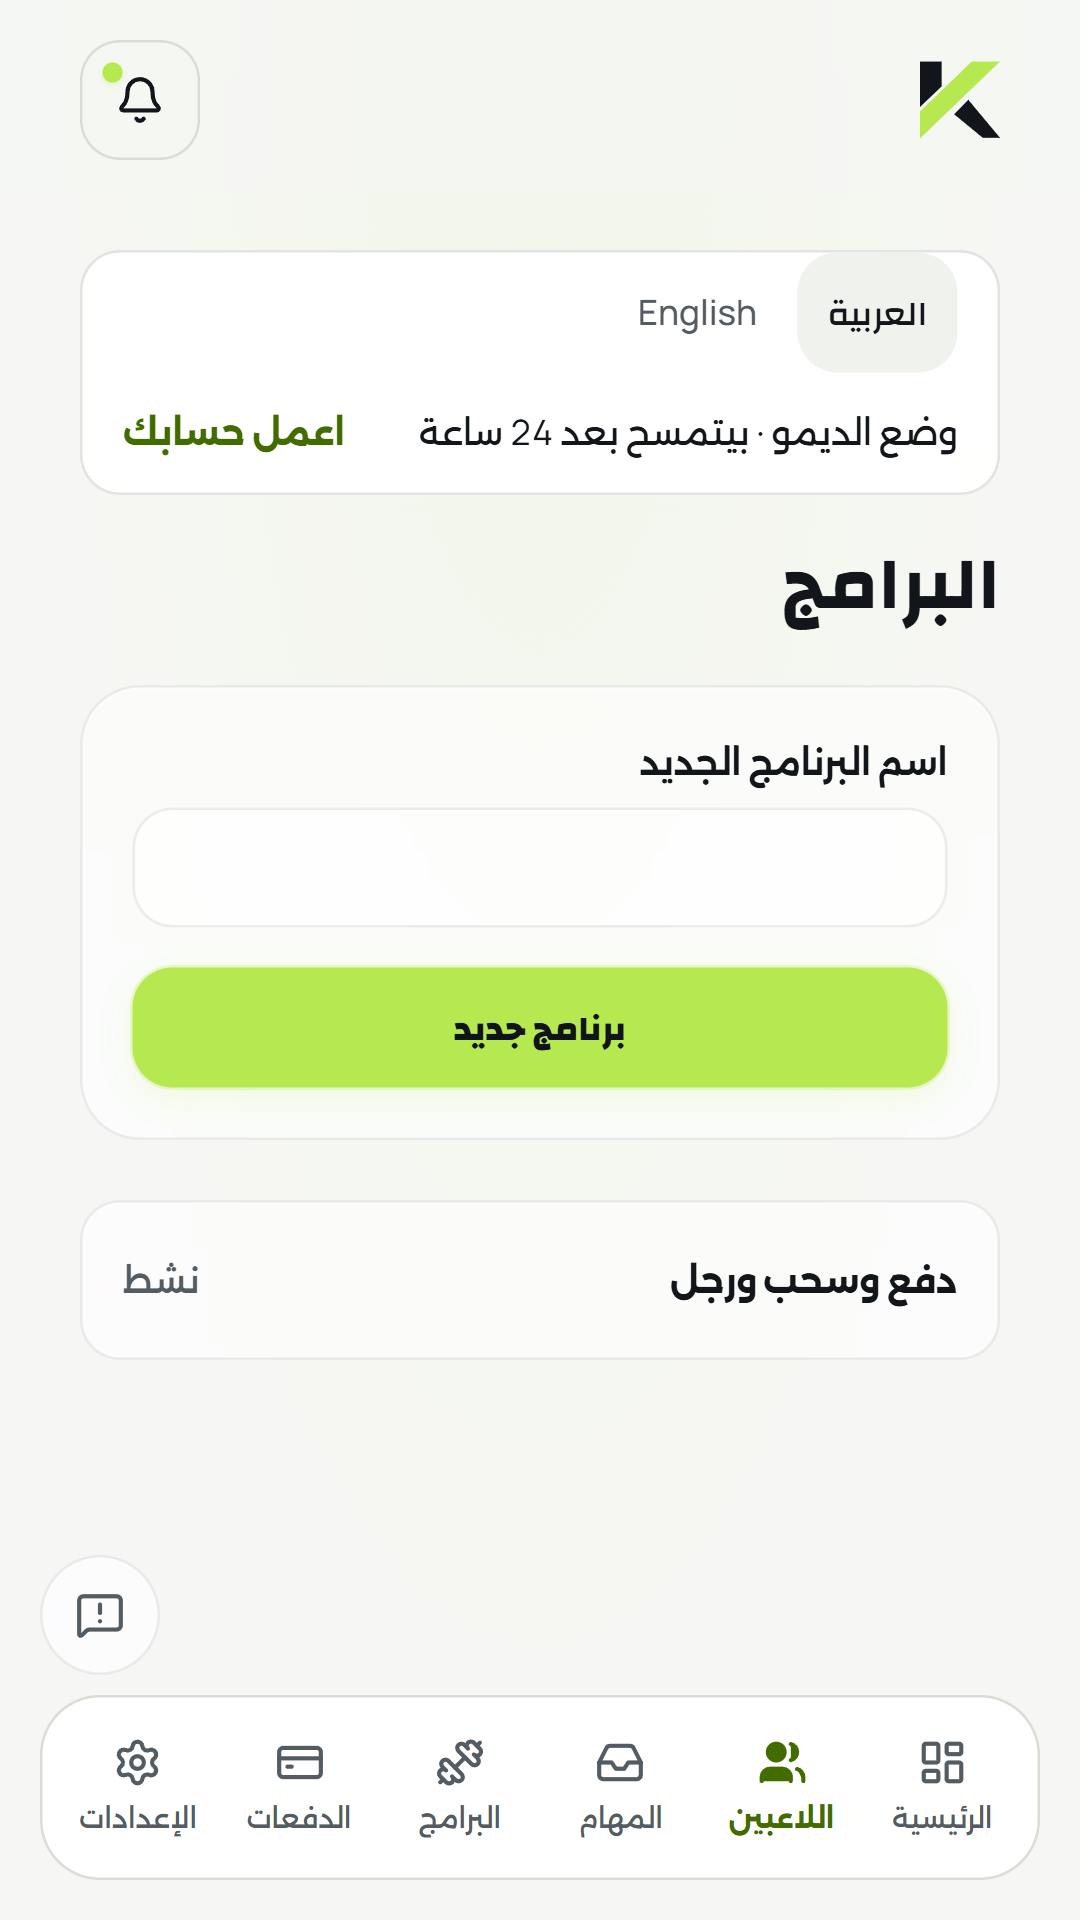 العربية English
وضع الديمو · بيتمسح بعد 24 ساعة اعمل حسابك
البرامج
اسم البرنامج الجديد
برنامج جديد
دفع وسحب ورجل نشط
الرئيسية اللاعبين المهام البرامج الدفعات الإعدادات